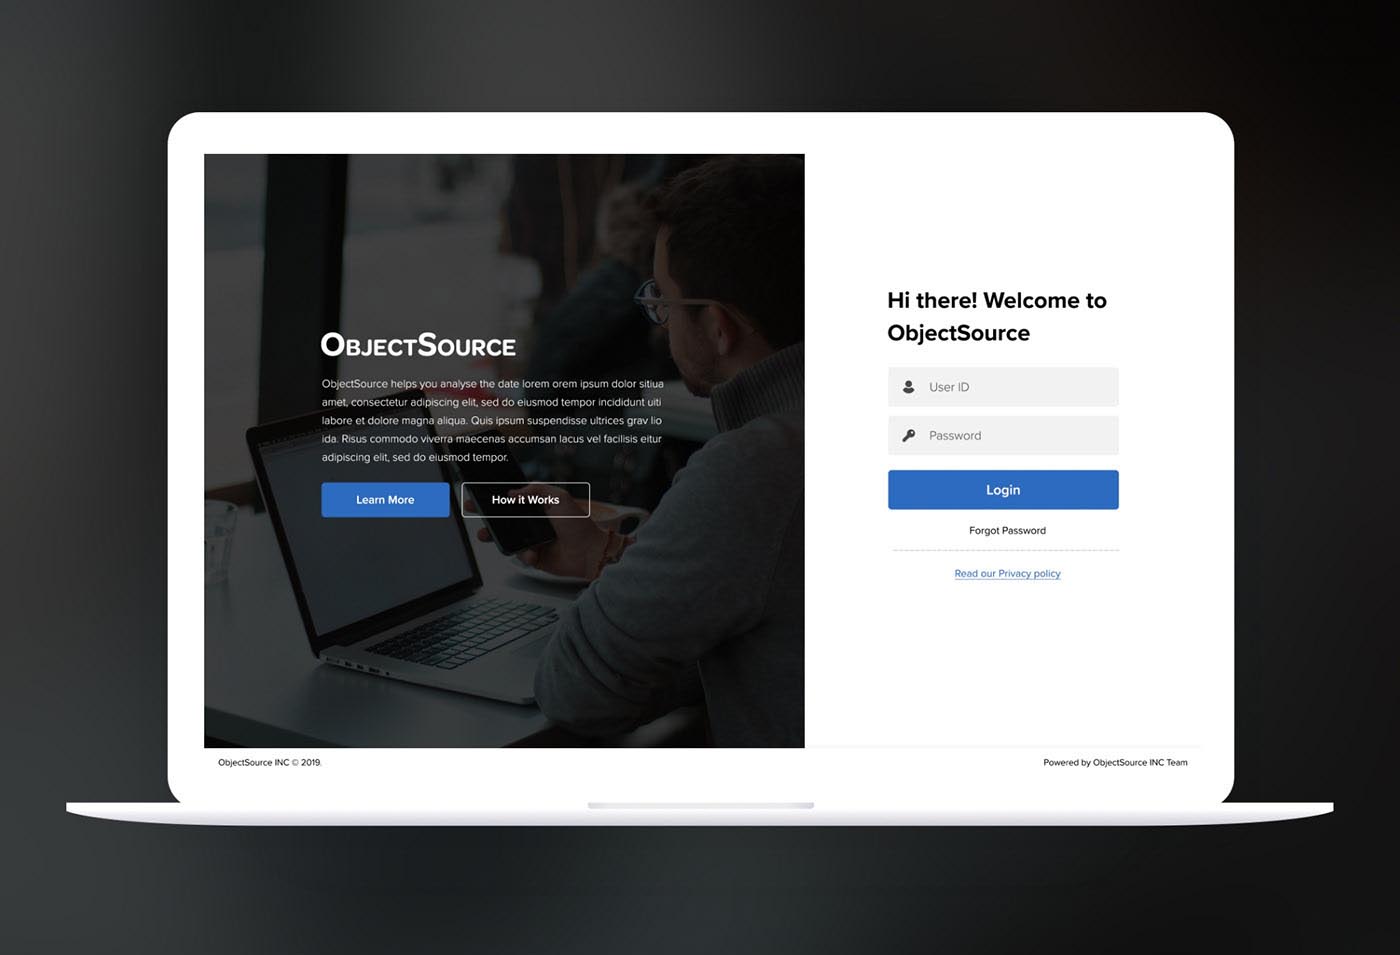 ObjectSource
ObjectSource helps you analyse the date lorem orem ipsum dolor sitiua
amet, consectetur adipiscing elit, sed do eiusmod tempor incididunt uiti
labore et dolore magna aliqua. Quis ipsum suspendisse ultrices grav lio
ida. Risus commodo viverra maecenas accumsan lacus vel facilisis eitur
adipiscing elit, sed do eiusmod tempor.
Learn More
How it Works
Hi there! Welcome to
ObjectSource
User ID
Password
Login
Forgot Password
Read our Privacy policy
ObjectSource INC © 2019.
Powered by ObjectSource INC Team